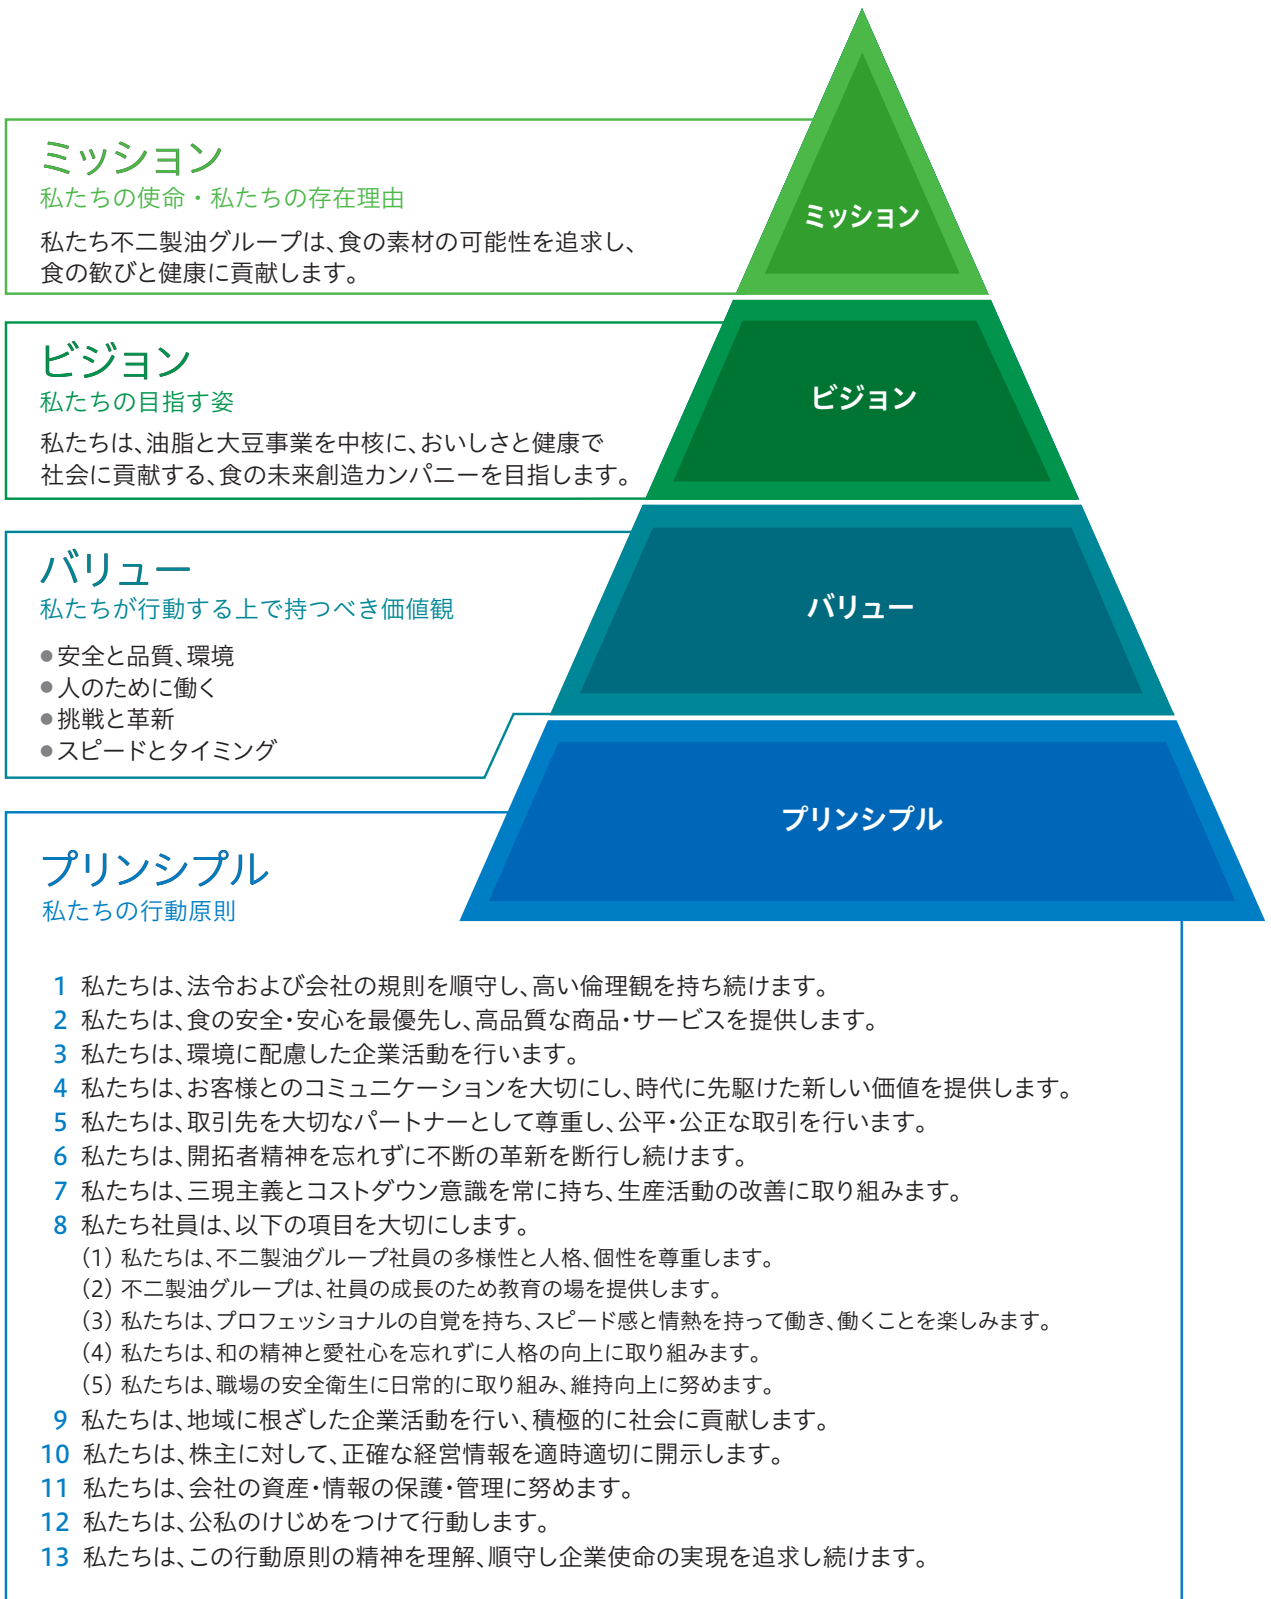 ミッション
私たちの使命・私たちの存在理由
私たち不二製油グループは、食の素材の可能性を追求し、
食の歓びと健康に貢献します。
ミッション
ビジョン
私たちの目指す姿
私たちは、油脂と大豆事業を中核に、おいしさと健康で
社会に貢献する、食の未来創造カンパニーを目指します。
ビジョン
バリュー
私たちが行動する上で持つべき価値観
●安全と品質、環境
●人のために働く
●挑戦と革新
●スピードとタイミング
バリュー
プリンシプル
プリンシプル
私たちの行動原則
1 私たちは、法令および会社の規則を順守し、高い倫理観を持ち続けます。
2 私たちは、食の安全・安心を最優先し、高品質な商品・サービスを提供します。
3 私たちは、環境に配慮した企業活動を行います。
4 私たちは、お客様とのコミュニケーションを大切にし、時代に先駆けた新しい価値を提供します。
5 私たちは、取引先を大切なパートナーとして尊重し、公平・公正な取引を行います。
6 私たちは、開拓者精神を忘れずに不断の革新を断行し続けます。
7 私たちは、三現主義とコストダウン意識を常に持ち、生産活動の改善に取り組みます。
8 私たち社員は、以下の項目を大切にします。
（1）私たちは、不二製油グループ社員の多様性と人格、個性を尊重します。
（2）不二製油グループは、社員の成長のため教育の場を提供します。
（3）私たちは、プロフェッショナルの自覚を持ち、スピード感と情熱を持って働き、働くことを楽しみます。
（4）私たちは、和の精神と愛社心を忘れずに人格の向上に取り組みます。
（5）私たちは、職場の安全衛生に日常的に取り組み、維持向上に努めます。
9 私たちは、地域に根ざした企業活動を行い、積極的に社会に貢献します。
10 私たちは、株主に対して、正確な経営情報を適時適切に開示します。
11 私たちは、会社の資産・情報の保護・管理に努めます。
12 私たちは、公私のけじめをつけて行動します。
13 私たちは、この行動原則の精神を理解、順守し企業使命の実現を追求し続けます。